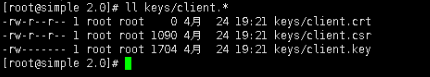 [root@simple 2.0]# ll keys/client.*
-rw-r--r-- 1 root root    0 4月  24 19:21 keys/client.crt
-rw-r--r-- 1 root root 1090 4月  24 19:21 keys/client.csr
-rw------- 1 root root 1704 4月  24 19:21 keys/client.key
[root@simple 2.0]#